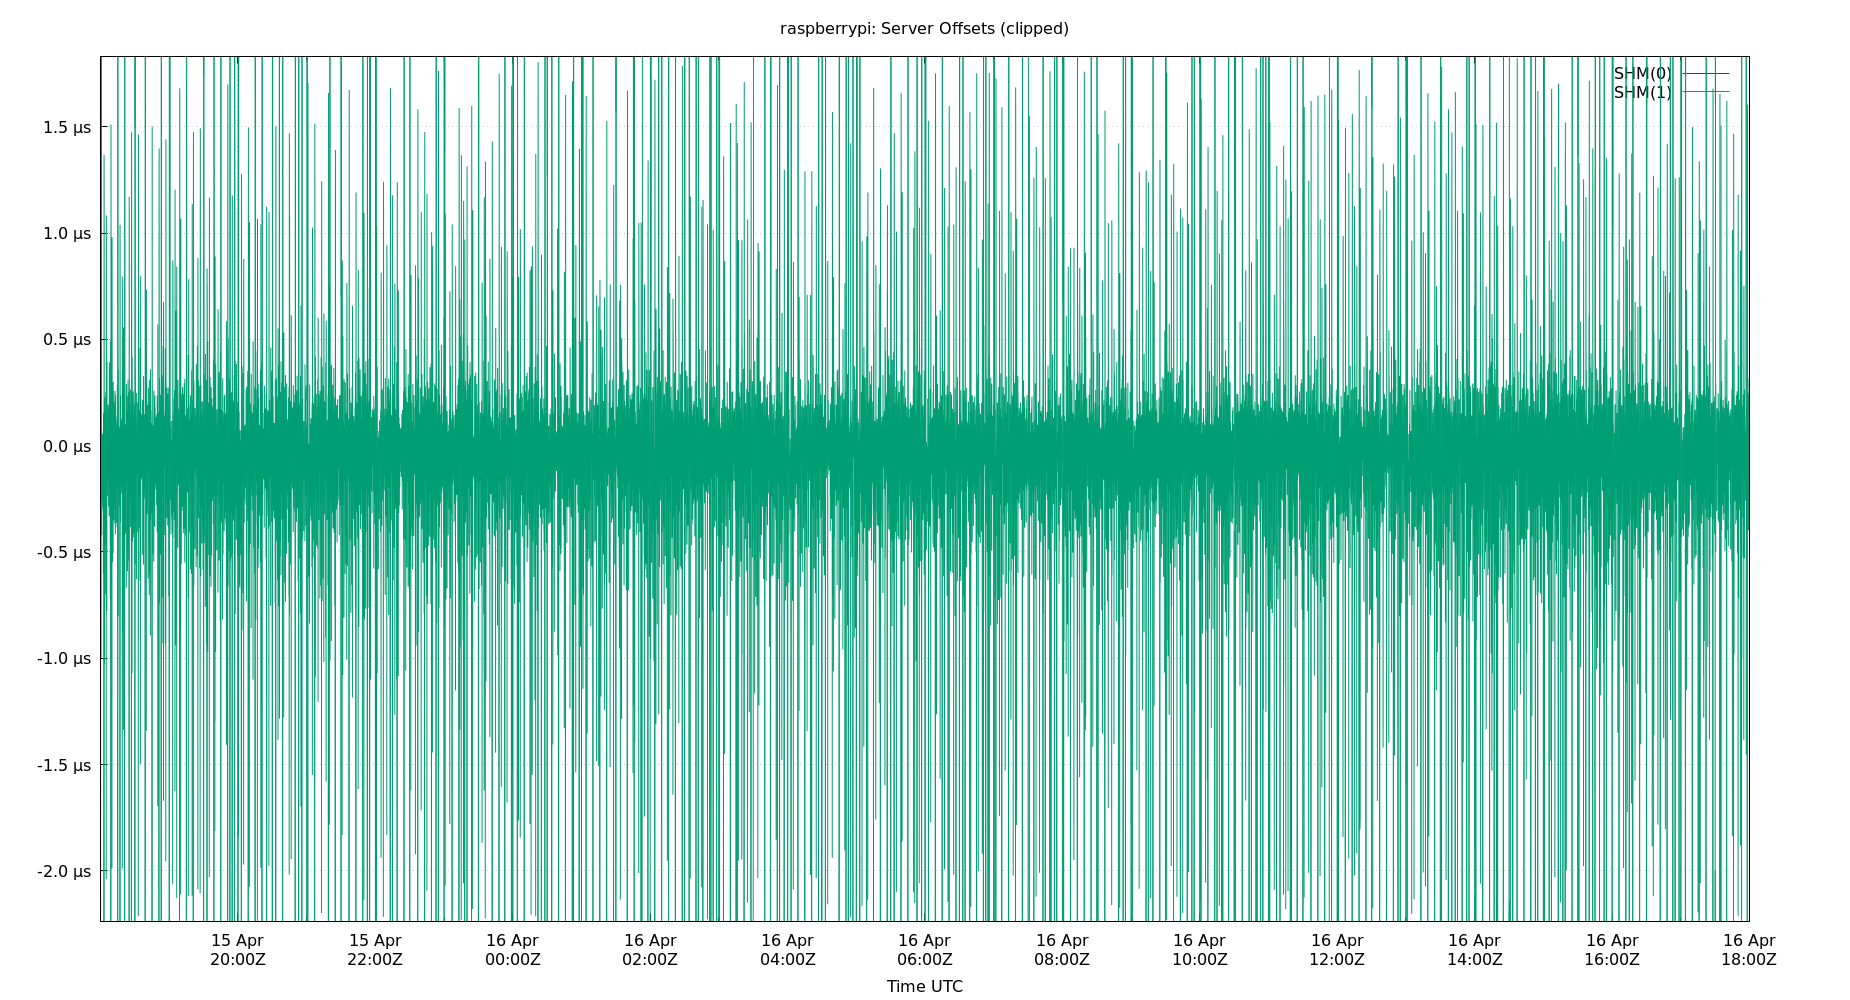 raspberrypi: Server Offsets (clipped)
SHM(0)
SHM(1)
1.5 µs
1.0 µs
0.5 µs
0.0 µs
-0.5 µs
-1.0 µs
-1.5 µs
-2.0 µs
15 Apr 15 Apr 16 Apr 16 Apr 16 Apr 16 Apr 16 Apr 16 Apr 16 Apr 16 Apr 16 Apr 16 Apr
20:00Z 22:00Z 00:00Z 02:00Z 04:00Z 06:00Z 08:00Z 10:00Z 12:00Z 14:00Z 16:00Z 18:00Z
Time UTC